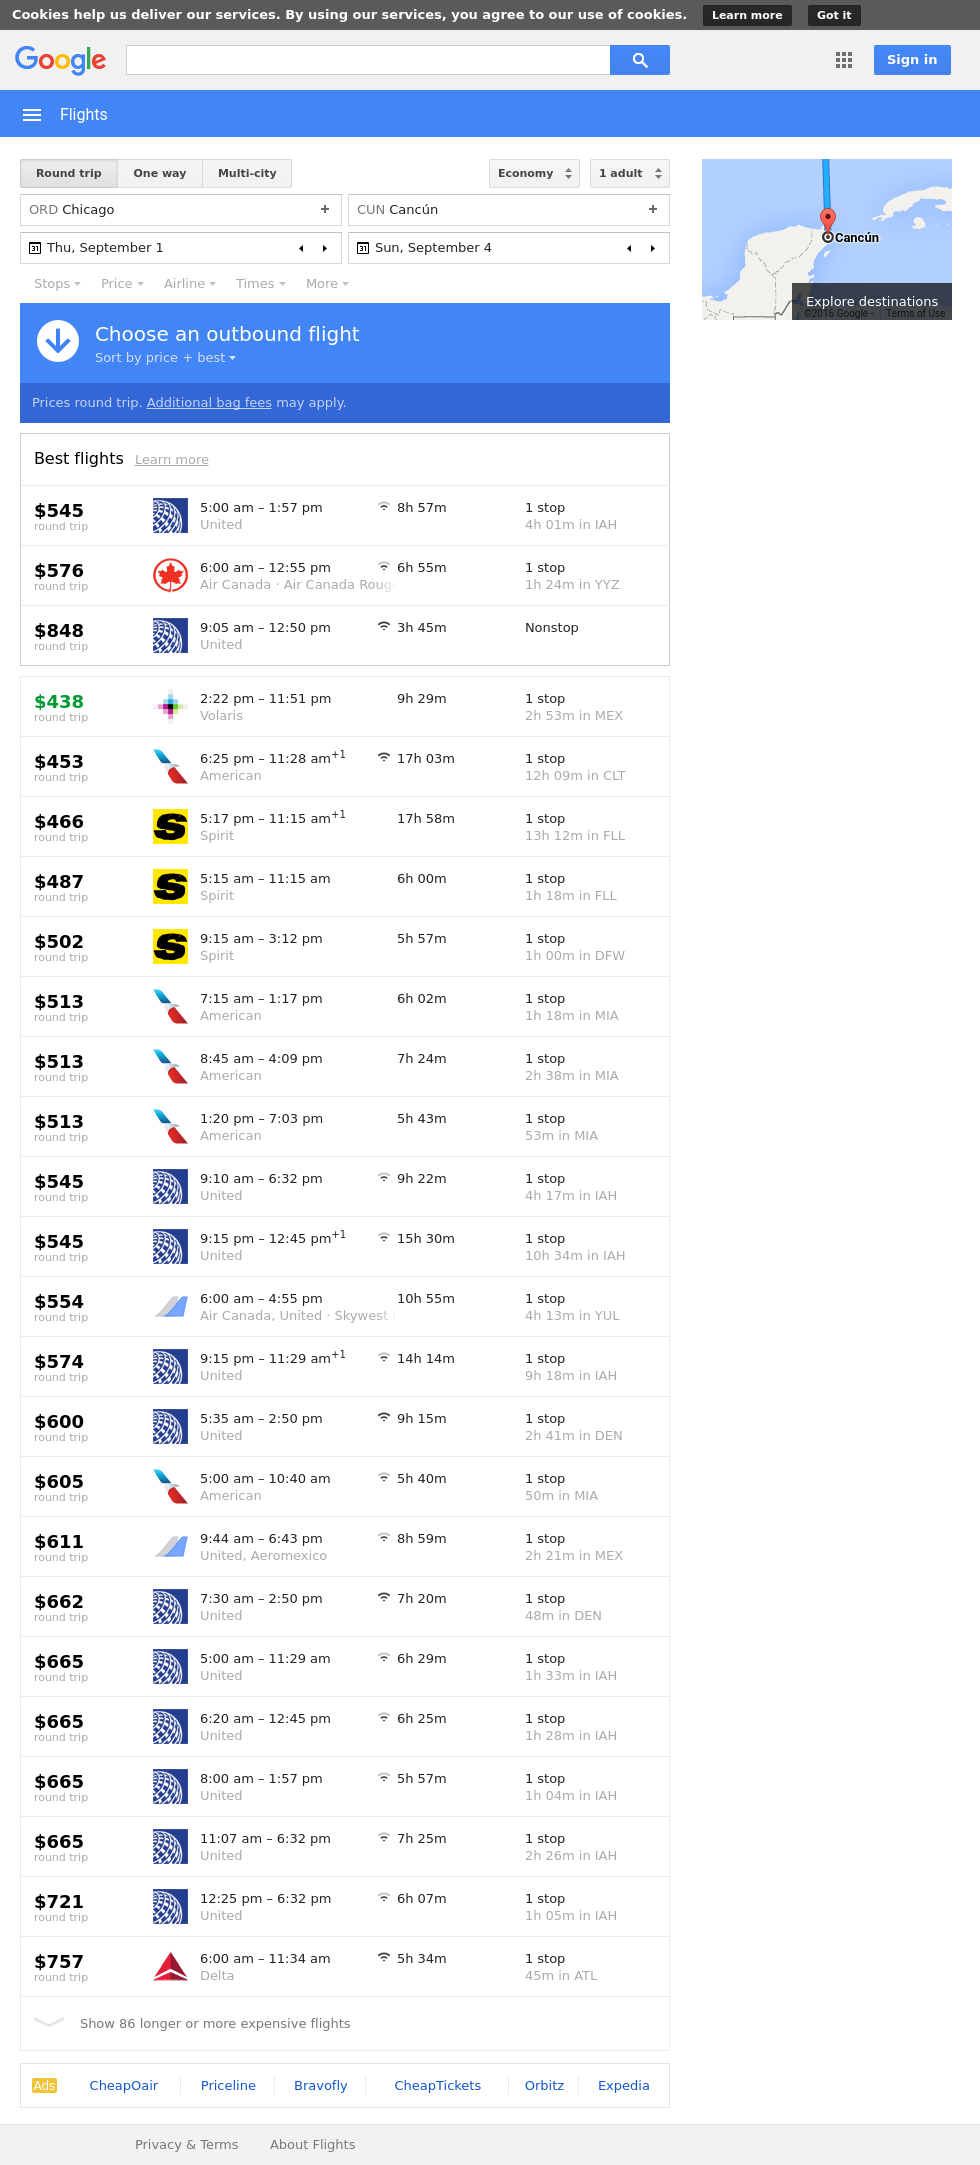 Cookies help us deliver our services. By using our services, you agree to our use of cookies. Learn more Got it
Google Sign in
Flights
Round trip One way Multi-city Economy 1 adult
ORD Chicago + CUN Cancún +
31 Thu, September 1 31 Sun, September 4
Stops Price Airline Times More
Cancún
Explore destinations
©2016 Google - Terms of Use
Choose an outbound flight
Sort by price + best
Prices round trip. Additional bag fees may apply.
Best flights Learn more
$545 5:00 am – 1:57 pm 8h 57m 1 stop
round trip United 4h 01m in IAH
$576 6:00 am – 12:55 pm 6h 55m 1 stop
round trip Air Canada · Air Canada Roug 1h 24m in YYZ
$848 9:05 am – 12:50 pm 3h 45m Nonstop
round trip United
$438 2:22 pm – 11:51 pm 9h 29m 1 stop
round trip Volaris 2h 53m in MEX
$453 6:25 pm – 11:28 am+1 17h 03m 1 stop
round trip American 12h 09m in CLT
$466 5:17 pm – 11:15 am+1 17h 58m 1 stop
round trip Spirit 13h 12m in FLL
$487 5:15 am – 11:15 am 6h 00m 1 stop
round trip Spirit 1h 18m in FLL
$502 9:15 am – 3:12 pm 5h 57m 1 stop
round trip Spirit 1h 00m in DFW
$513 7:15 am – 1:17 pm 6h 02m 1 stop
round trip American 1h 18m in MIA
$513 8:45 am – 4:09 pm 7h 24m 1 stop
round trip American 2h 38m in MIA
$513 1:20 pm – 7:03 pm 5h 43m 1 stop
round trip American 53m in MIA
$545 9:10 am – 6:32 pm 9h 22m 1 stop
round trip United 4h 17m in IAH
$545 9:15 pm – 12:45 pm+1 15h 30m 1 stop
round trip United 10h 34m in IAH
$554 6:00 am – 4:55 pm 10h 55m 1 stop
round trip Air Canada, United · Skywest 4h 13m in YUL
$574 9:15 pm – 11:29 am+1 14h 14m 1 stop
round trip United 9h 18m in IAH
$600 5:35 am – 2:50 pm 9h 15m 1 stop
round trip United 2h 41m in DEN
$605 5:00 am – 10:40 am 5h 40m 1 stop
round trip American 50m in MIA
$611 9:44 am – 6:43 pm 8h 59m 1 stop
round trip United, Aeromexico 2h 21m in MEX
$662 7:30 am – 2:50 pm 7h 20m 1 stop
round trip United 48m in DEN
$665 5:00 am – 11:29 am 6h 29m 1 stop
round trip United 1h 33m in IAH
$665 6:20 am – 12:45 pm 6h 25m 1 stop
round trip United 1h 28m in IAH
$665 8:00 am – 1:57 pm 5h 57m 1 stop
round trip United 1h 04m in IAH
$665 11:07 am – 6:32 pm 7h 25m 1 stop
round trip United 2h 26m in IAH
$721 12:25 pm – 6:32 pm 6h 07m 1 stop
round trip United 1h 05m in IAH
$757 6:00 am – 11:34 am 5h 34m 1 stop
round trip Delta 45m in ATL
Show 86 longer or more expensive flights
Ads CheapOair Priceline Bravofly CheapTickets Orbitz Expedia
Privacy & Terms About Flights